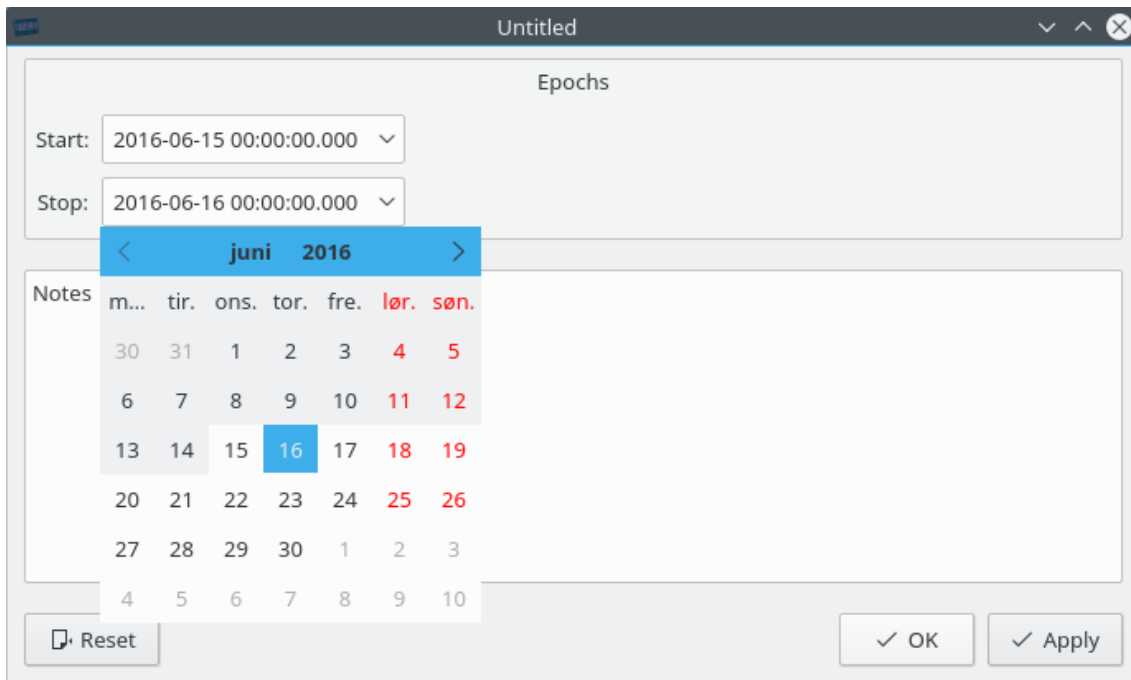 Untitled
Epochs
Start: 2016-06-15 00:00:00.000
Stop: 2016-06-16 00:00:00.000
juni 2016
Notes
m... tir. ons. tor. fre. lør. søn.
30 31 1 2 3 4 5
6 7 8 9 10 11 12
13 14 15 16 17 18 19
20 21 22 23 24 25 26
27 28 29 30 1 2 3
4 5 6 7 8 9 10
Reset OK Apply